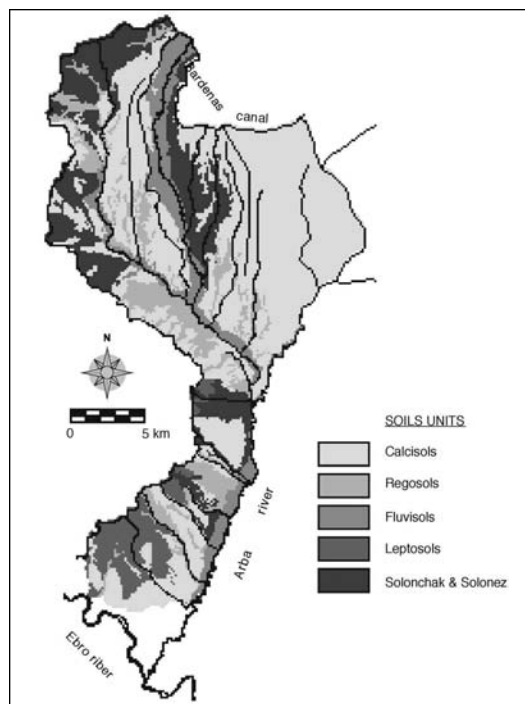 Bardenas
canal
N
0 5 km
SOILS UNITS
Calcisols
Regosols
Fluvisols
Leptosols
Solonchak & Solonez
river
Arba
Ebro riber